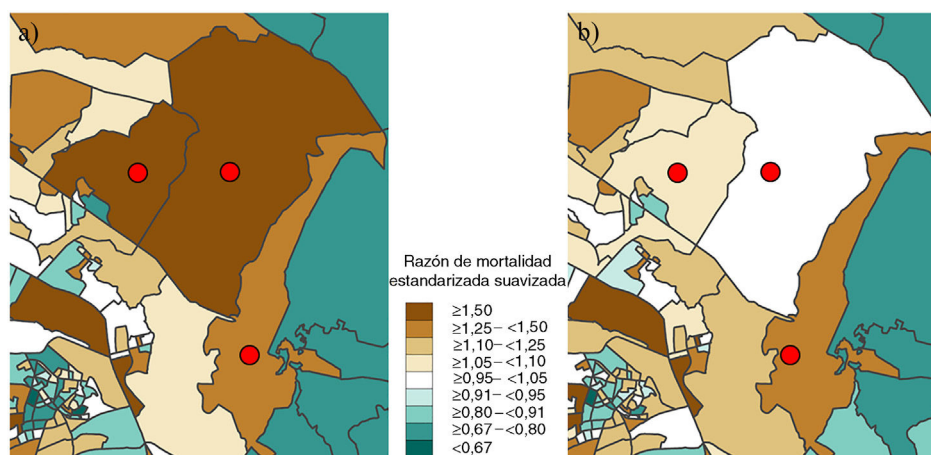 a)
b)
Razón de mortalidad
estandarizada suavizada
≥1,50
≥1,25–<1,50
≥1,10–<1,25
≥1,05–<1,10
≥0,95–<1,05
≥0,91–<0,95
≥0,80–<0,91
≥0,67–<0,80
<0,67